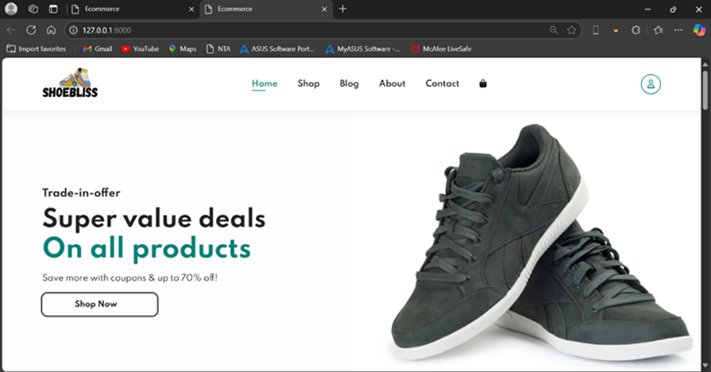 Ecommerce
Ecommerce
127.0.0.1:8000
Import favorites Gmail YouTube Maps NTA ASUS Software Port... MyASUS Software -... McAfee LiveSafe
SHOEBLISS
Home Shop Blog About Contact
Trade-in-offer
Super value deals
On all products
Save more with coupons & up to 70% off!
Shop Now